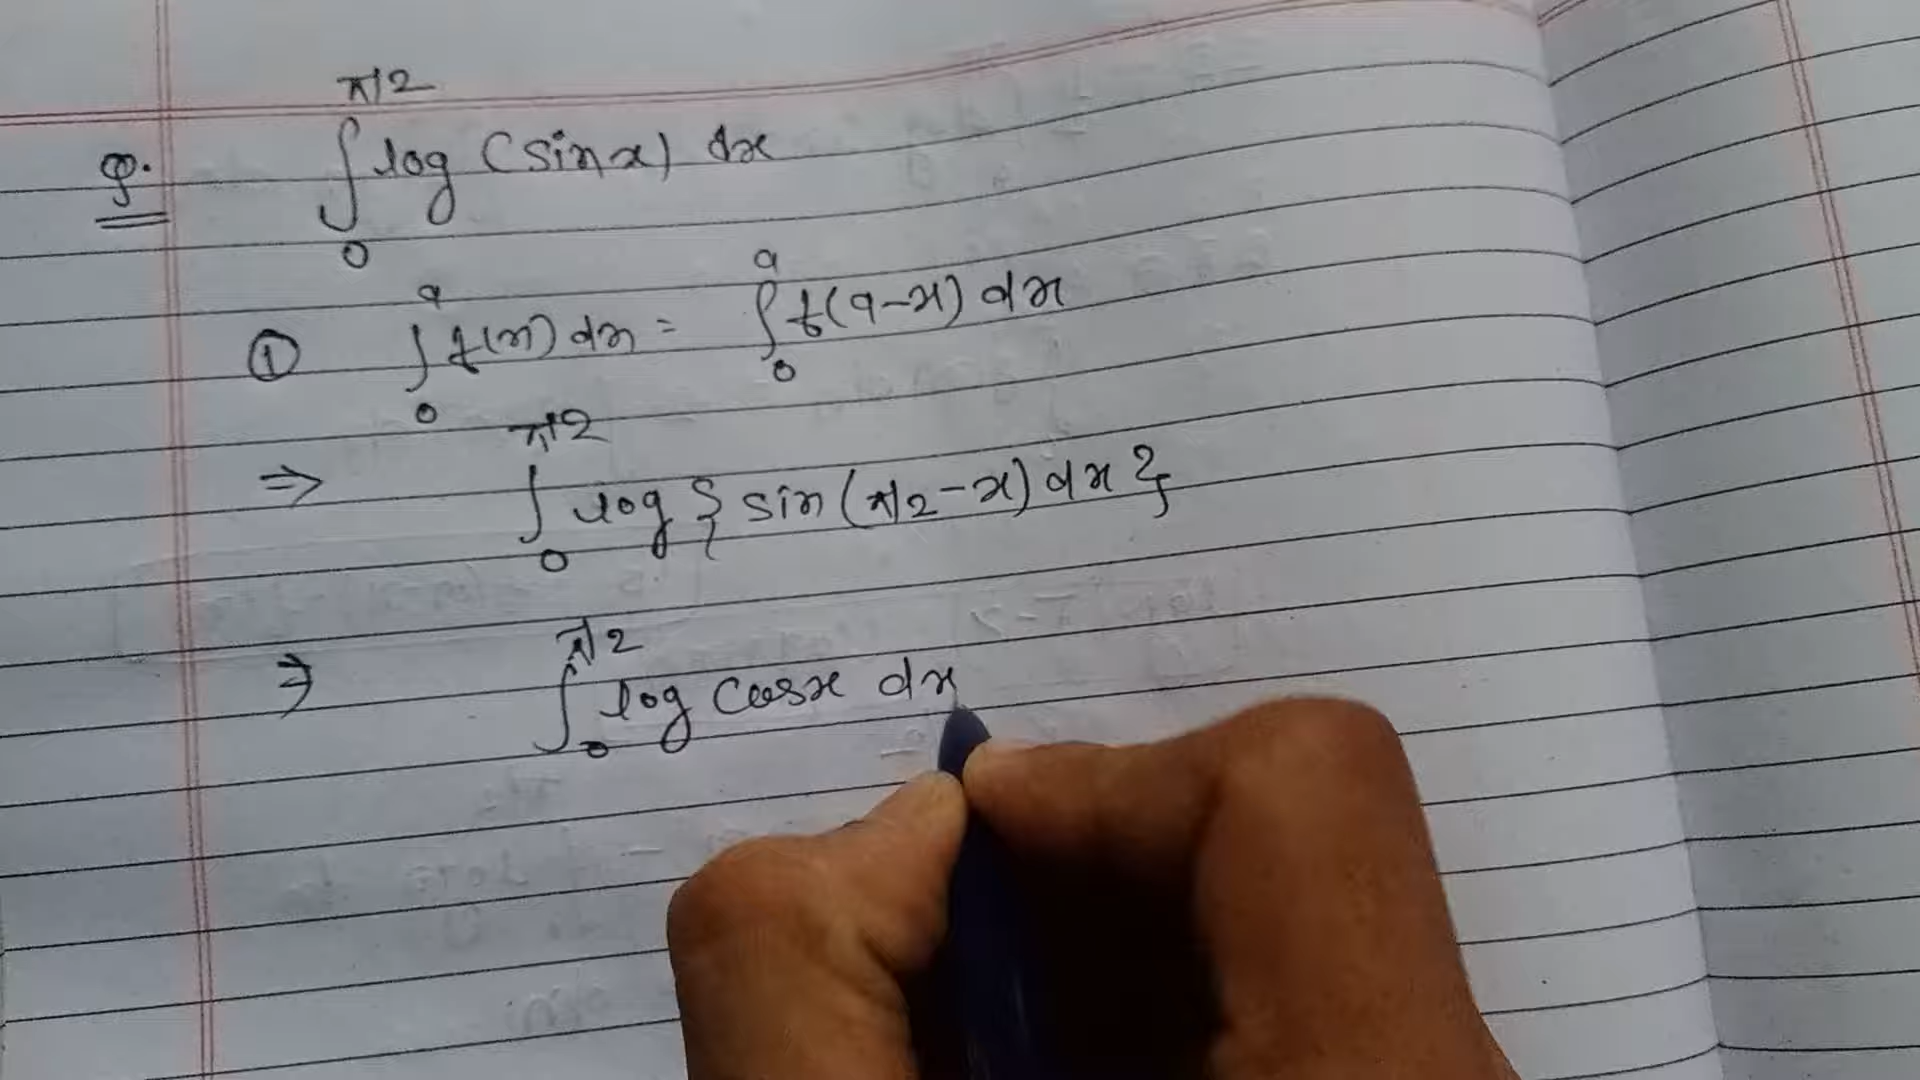 Q. ∫₀^π/2 log (sin x) dx
① ∫₀^a f(x) dx = ∫₀^a f(a-x) dx
⇒ ∫₀^π/2 log { sin (π/2 - x) dx }
⇒ ∫₀^π/2 log cosx dx